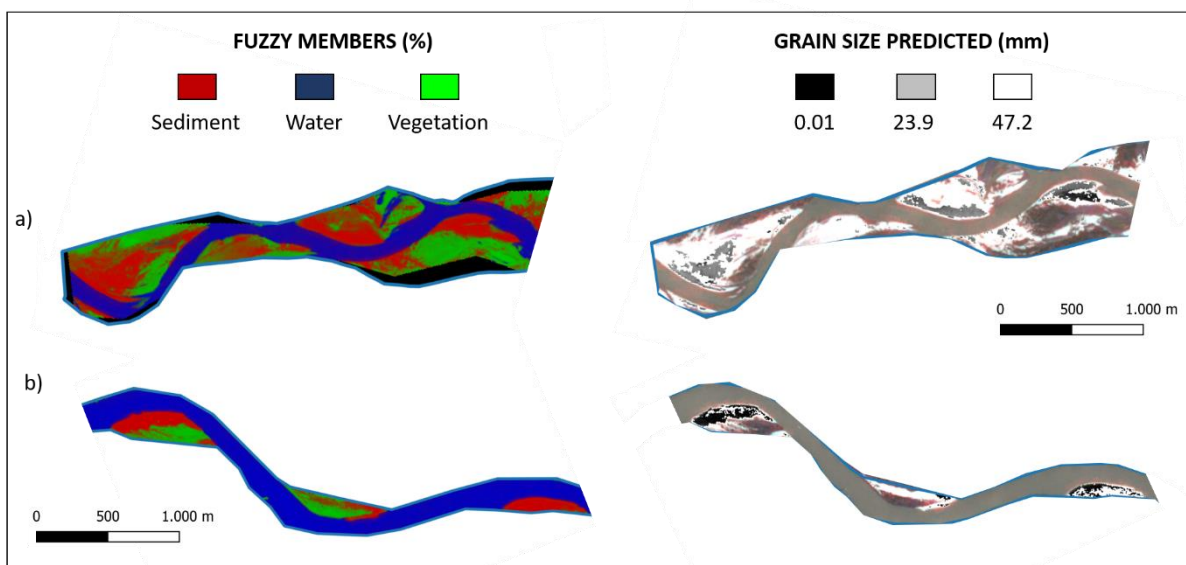 FUZZY MEMBERS (%)
GRAIN SIZE PREDICTED (mm)
Sediment Water Vegetation
0.01 23.9 47.2
a)
0 500 1.000 m
b)
0 500 1.000 m